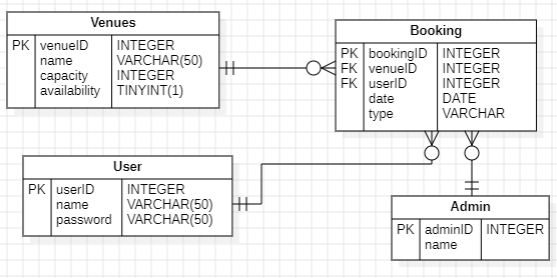 Venues
PK venueID INTEGER
name VARCHAR(50)
capacity INTEGER
availability TINYINT(1)
Booking
PK bookingID INTEGER
FK venueID INTEGER
FK userID INTEGER
date DATE
type VARCHAR
User
PK userID INTEGER
name VARCHAR(50)
password VARCHAR(50)
Admin
PK adminID INTEGER
name